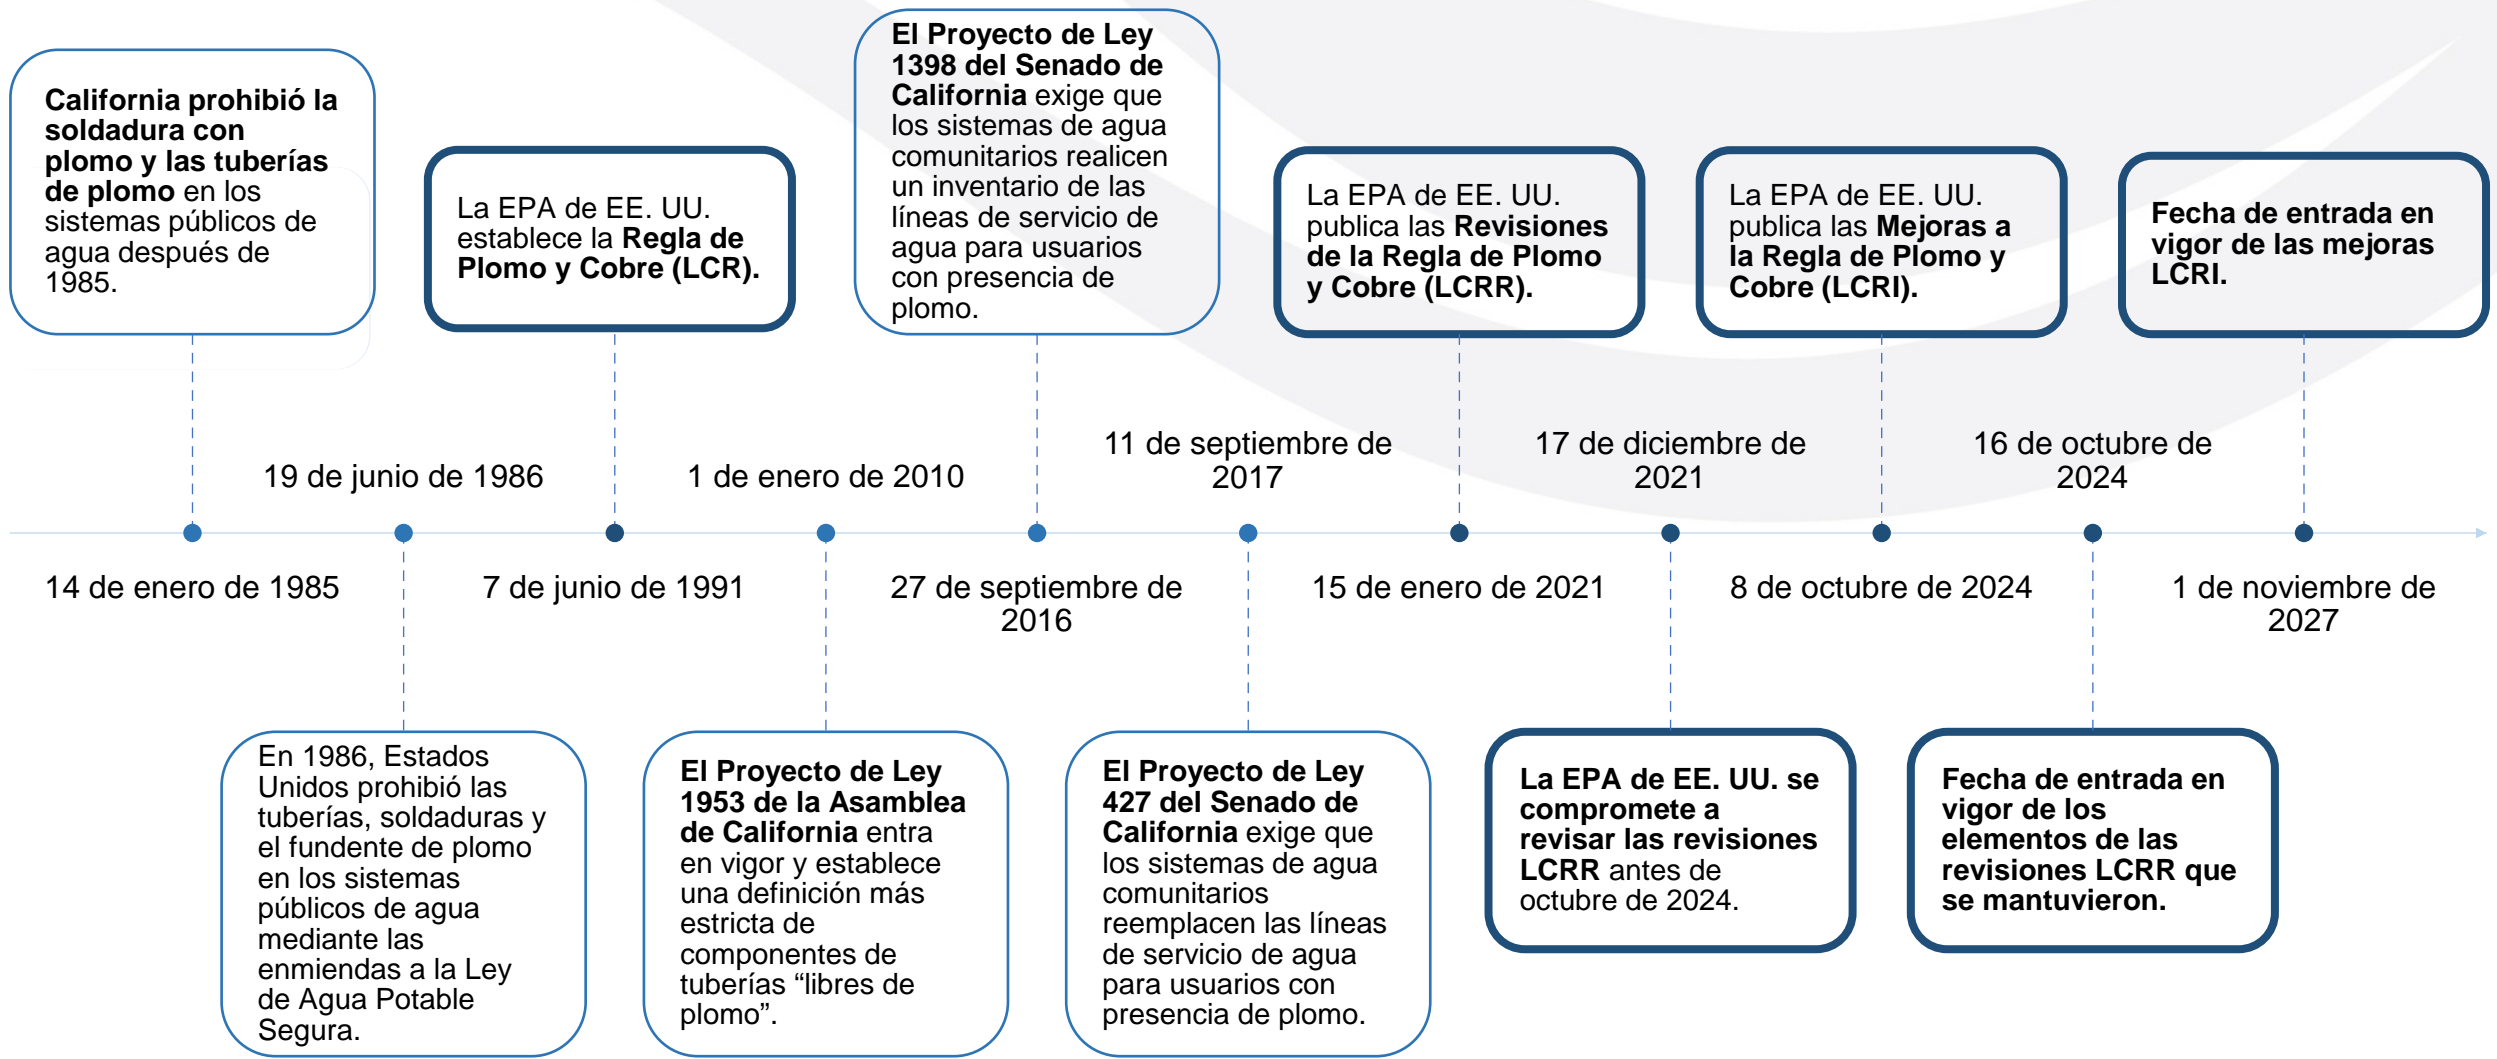 California prohibió la
soldadura con
plomo y las tuberías
de plomo en los
sistemas públicos de
agua después de
1985.
14 de enero de 1985
19 de junio de 1986
En 1986, Estados
Unidos prohibió las
tuberías, soldaduras y
el fundente de plomo
en los sistemas
públicos de agua
mediante las
enmiendas a la Ley
de Agua Potable
Segura.
La EPA de EE. UU.
establece la Regla de
Plomo y Cobre (LCR).
7 de junio de 1991
1 de enero de 2010
El Proyecto de Ley
1953 de la Asamblea
de California entra
en vigor y establece
una definición más
estricta de
componentes de
tuberías “libres de
plomo”.
El Proyecto de Ley
1398 del Senado de
California exige que
los sistemas de agua
comunitarios realicen
un inventario de las
líneas de servicio de
agua para usuarios
con presencia de
plomo.
27 de septiembre de
2016
11 de septiembre de
2017
El Proyecto de Ley
427 del Senado de
California exige que
los sistemas de agua
comunitarios
reemplacen las líneas
de servicio de agua
para usuarios con
presencia de plomo.
La EPA de EE. UU.
publica las Revisiones
de la Regla de Plomo
y Cobre (LCRR).
15 de enero de 2021
17 de diciembre de
2021
La EPA de EE. UU. se
compromete a
revisar las revisiones
LCRR antes de
octubre de 2024.
La EPA de EE. UU.
publica las Mejoras a
la Regla de Plomo y
Cobre (LCRI).
8 de octubre de 2024
16 de octubre de
2024
Fecha de entrada en
vigor de los
elementos de las
revisiones LCRR que
se mantuvieron.
Fecha de entrada en
vigor de las mejoras
LCRI.
1 de noviembre de
2027